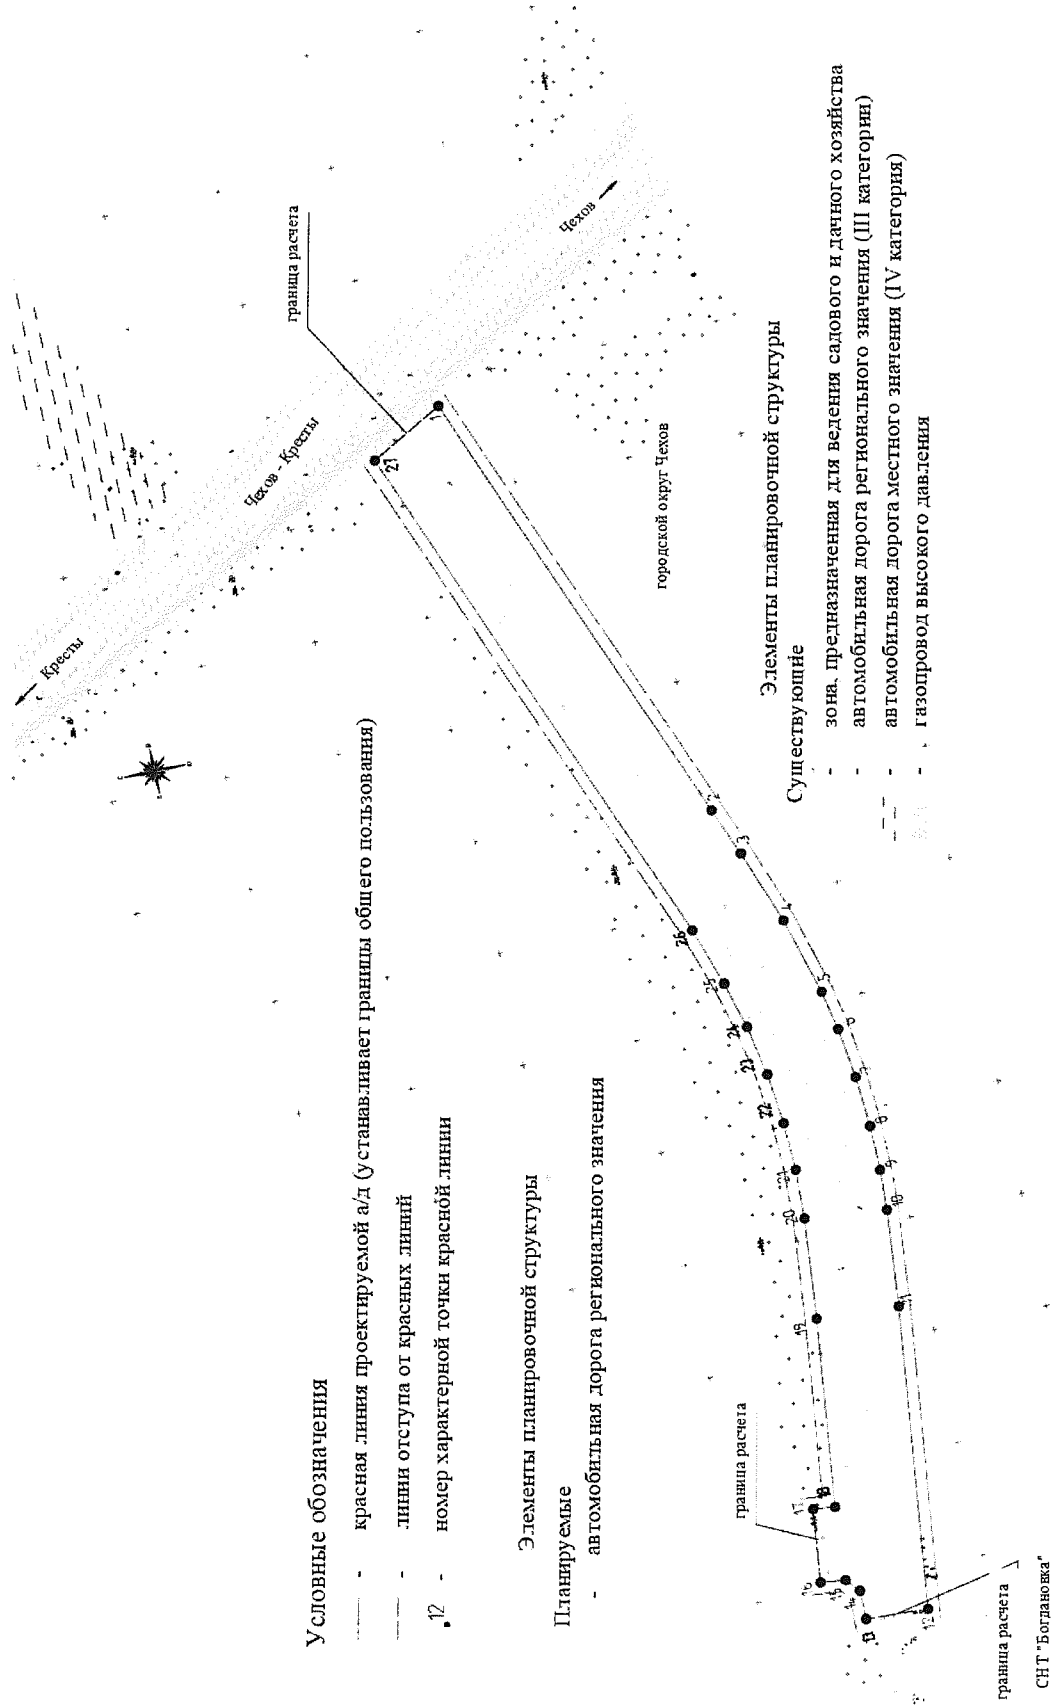 Условные обозначения
- красная линия проектируемой а/д (устанавливает границы общего пользования)
- линии отступа от красных линий
12 - номер характерной точки красной линии
Элементы планировочной структуры
Планируемые
- автомобильная дорога регионального значения
Кресты
Чехов - Кресты
Чехов
граница расчета
27
1
26
25
24
23
22
21
20
19
18
17
16
15
14
13
12
11
10
9
8
7
6
5
4
3
2
городской округ Чехов
граница расчета
граница расчета
СНТ "Богдановка"
Элементы планировочной структуры
Существующие
- зона, предназначенная для ведения садового и дачного хозяйства
- автомобильная дорога регионального значения (III категории)
- автомобильная дорога местного значения (IV категория)
- газопровод высокого давления